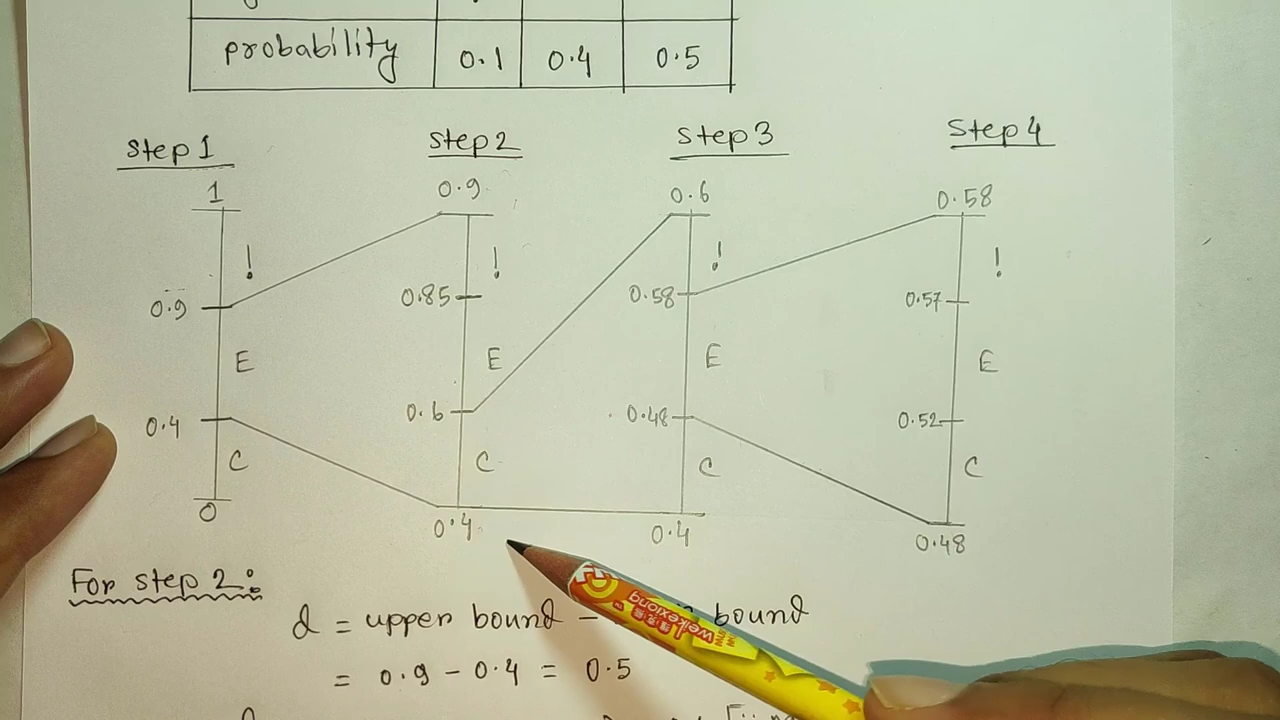 probability 0.1 0.4 0.5
Step 1 Step 2 Step 3 Step 4
1 0.9 0.6 0.58
! ! ! !
0.9 0.85 0.58 0.57
E E E E
0.4 0.6 0.48 0.52
C C C C
0 0.4 0.4 0.48
For step 2:
d = upper bound - bound
= 0.9 - 0.4 = 0.5
weikexiong